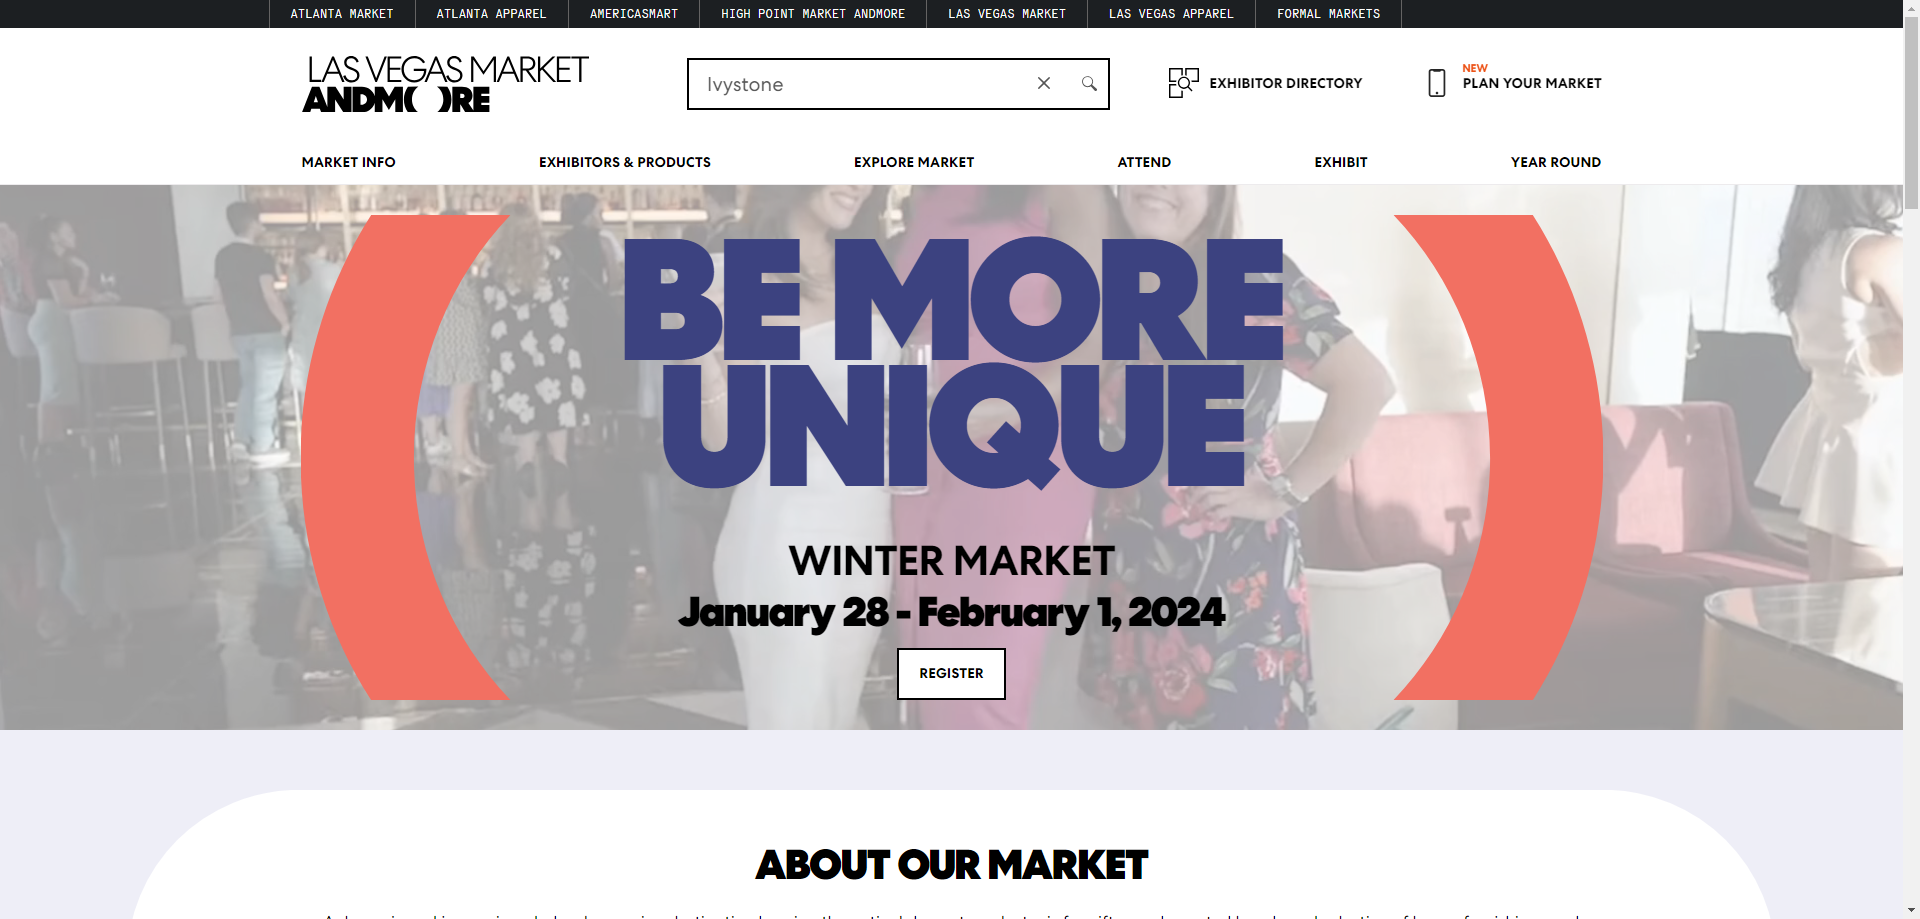 ATLANTA MARKET
ATLANTA APPAREL
AMERICASMART
HIGH POINT MARKET ANDMORE
LAS VEGAS MARKET
LAS VEGAS APPAREL
FORMAL MARKETS
LAS VEGAS MARKET
ANDMORE
Ivystone
EXHIBITOR DIRECTORY
NEW
PLAN YOUR MARKET
MARKET INFO
EXHIBITORS & PRODUCTS
EXPLORE MARKET
ATTEND
EXHIBIT
YEAR ROUND
BE MORE
UNIQUE
WINTER MARKET
January 28 - February 1, 2024
REGISTER
ABOUT OUR MARKET